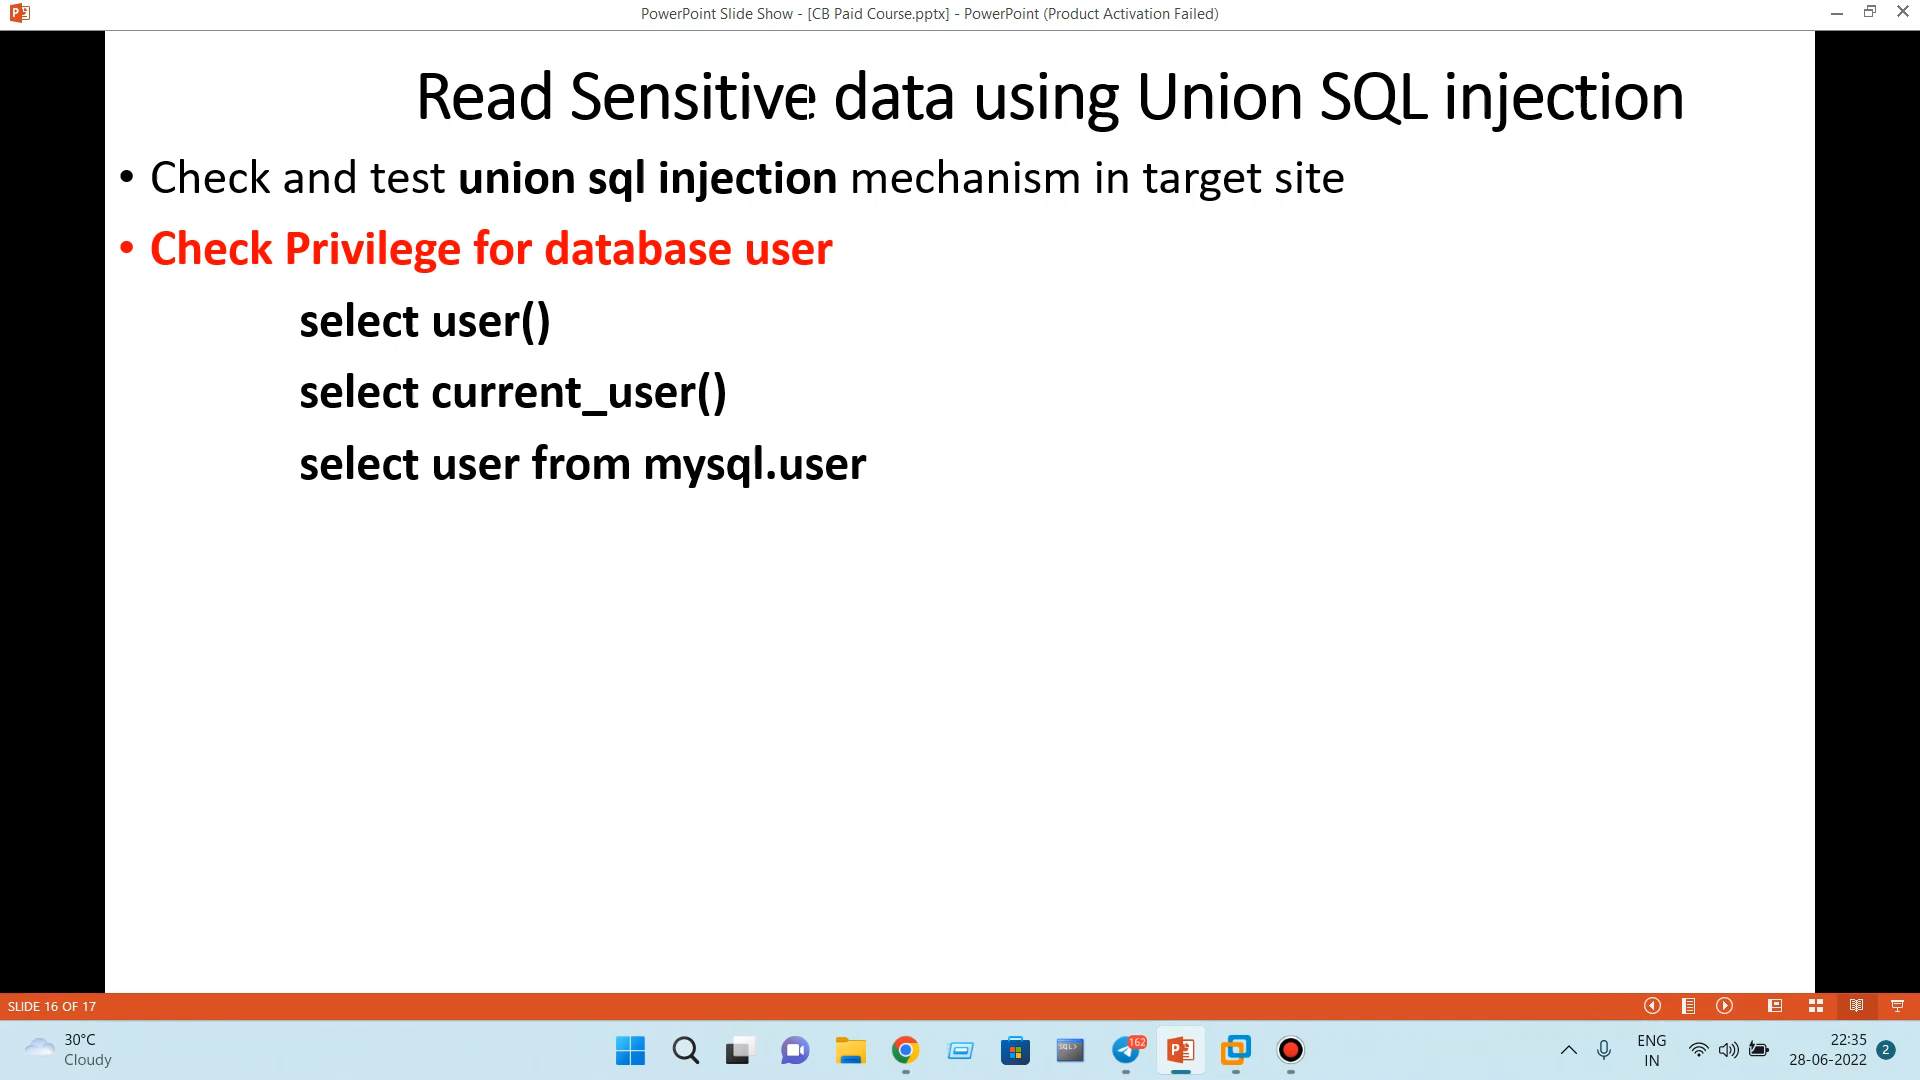 PowerPoint Slide Show - [CB Paid Course.pptx] - PowerPoint (Product Activation Failed)
Read Sensitive data using Union SQL injection
• Check and test union sql injection mechanism in target site
• Check Privilege for database user
select user()
select current_user()
select user from mysql.user
SLIDE 16 OF 17
30°C
Cloudy
SQL>
162
ENG
IN
22:35
28-06-2022
2